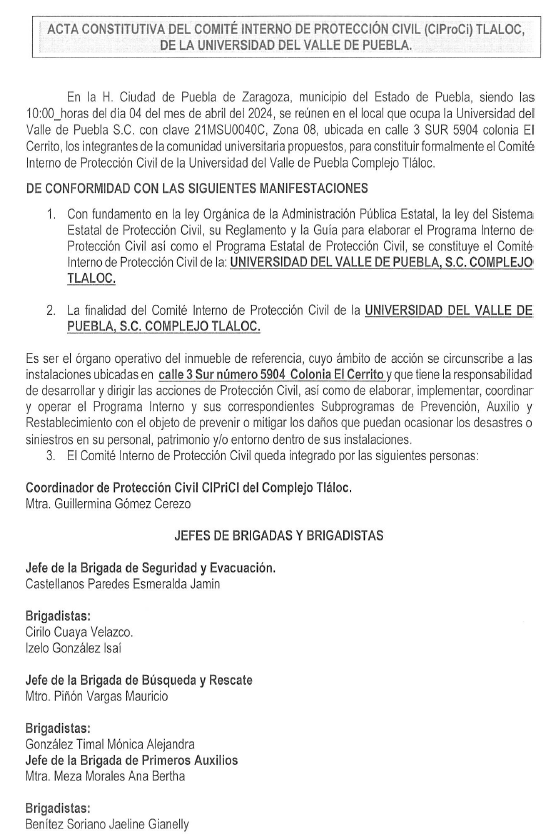 ACTA CONSTITUTIVA DEL COMITÉ INTERNO DE PROTECCIÓN CIVIL (CIProCi) TLALOC,
DE LA UNIVERSIDAD DEL VALLE DE PUEBLA.
En la H. Ciudad de Puebla de Zaragoza, municipio del Estado de Puebla, siendo las
10:00_horas del día 04 del mes de abril del 2024, se reúnen en el local que ocupa la Universidad del
Valle de Puebla S.C. con clave 21MSU0040C, Zona 08, ubicada en calle 3 SUR 5904 colonia El
Cerrito, los integrantes de la comunidad universitaria propuestos, para constituir formalmente el Comité
Interno de Protección Civil de la Universidad del Valle de Puebla Complejo Tláloc.
DE CONFORMIDAD CON LAS SIGUIENTES MANIFESTACIONES
1. Con fundamento en la ley Orgánica de la Administración Pública Estatal, la ley del Sistema
Estatal de Protección Civil, su Reglamento y la Guía para elaborar el Programa Interno de
Protección Civil así como el Programa Estatal de Protección Civil, se constituye el Comité
Interno de Protección Civil de la: UNIVERSIDAD DEL VALLE DE PUEBLA, S.C. COMPLEJO
TLALOC.
2. La finalidad del Comité Interno de Protección Civil de la UNIVERSIDAD DEL VALLE DE
PUEBLA, S.C. COMPLEJO TLALOC.
Es ser el órgano operativo del inmueble de referencia, cuyo ámbito de acción se circunscribe a las
instalaciones ubicadas en calle 3 Sur número 5904 Colonia El Cerrito y que tiene la responsabilidad
de desarrollar y dirigir las acciones de Protección Civil, así como de elaborar, implementar, coordinar
y operar el Programa Interno y sus correspondientes Subprogramas de Prevención, Auxilio y
Restablecimiento con el objeto de prevenir o mitigar los daños que puedan ocasionar los desastres o
siniestros en su personal, patrimonio y/o entorno dentro de sus instalaciones.
3. El Comité Interno de Protección Civil queda integrado por las siguientes personas:
Coordinador de Protección Civil CIPriCI del Complejo Tláloc.
Mtra. Guillermina Gómez Cerezo
JEFES DE BRIGADAS Y BRIGADISTAS
Jefe de la Brigada de Seguridad y Evacuación.
Castellanos Paredes Esmeralda Jamin
Brigadistas:
Cirilo Cuaya Velazco.
Izelo González Isaí
Jefe de la Brigada de Búsqueda y Rescate
Mtro. Piñón Vargas Mauricio
Brigadistas:
González Timal Mónica Alejandra
Jefe de la Brigada de Primeros Auxilios
Mtra. Meza Morales Ana Bertha
Brigadistas:
Benítez Soriano Jaeline Gianelly